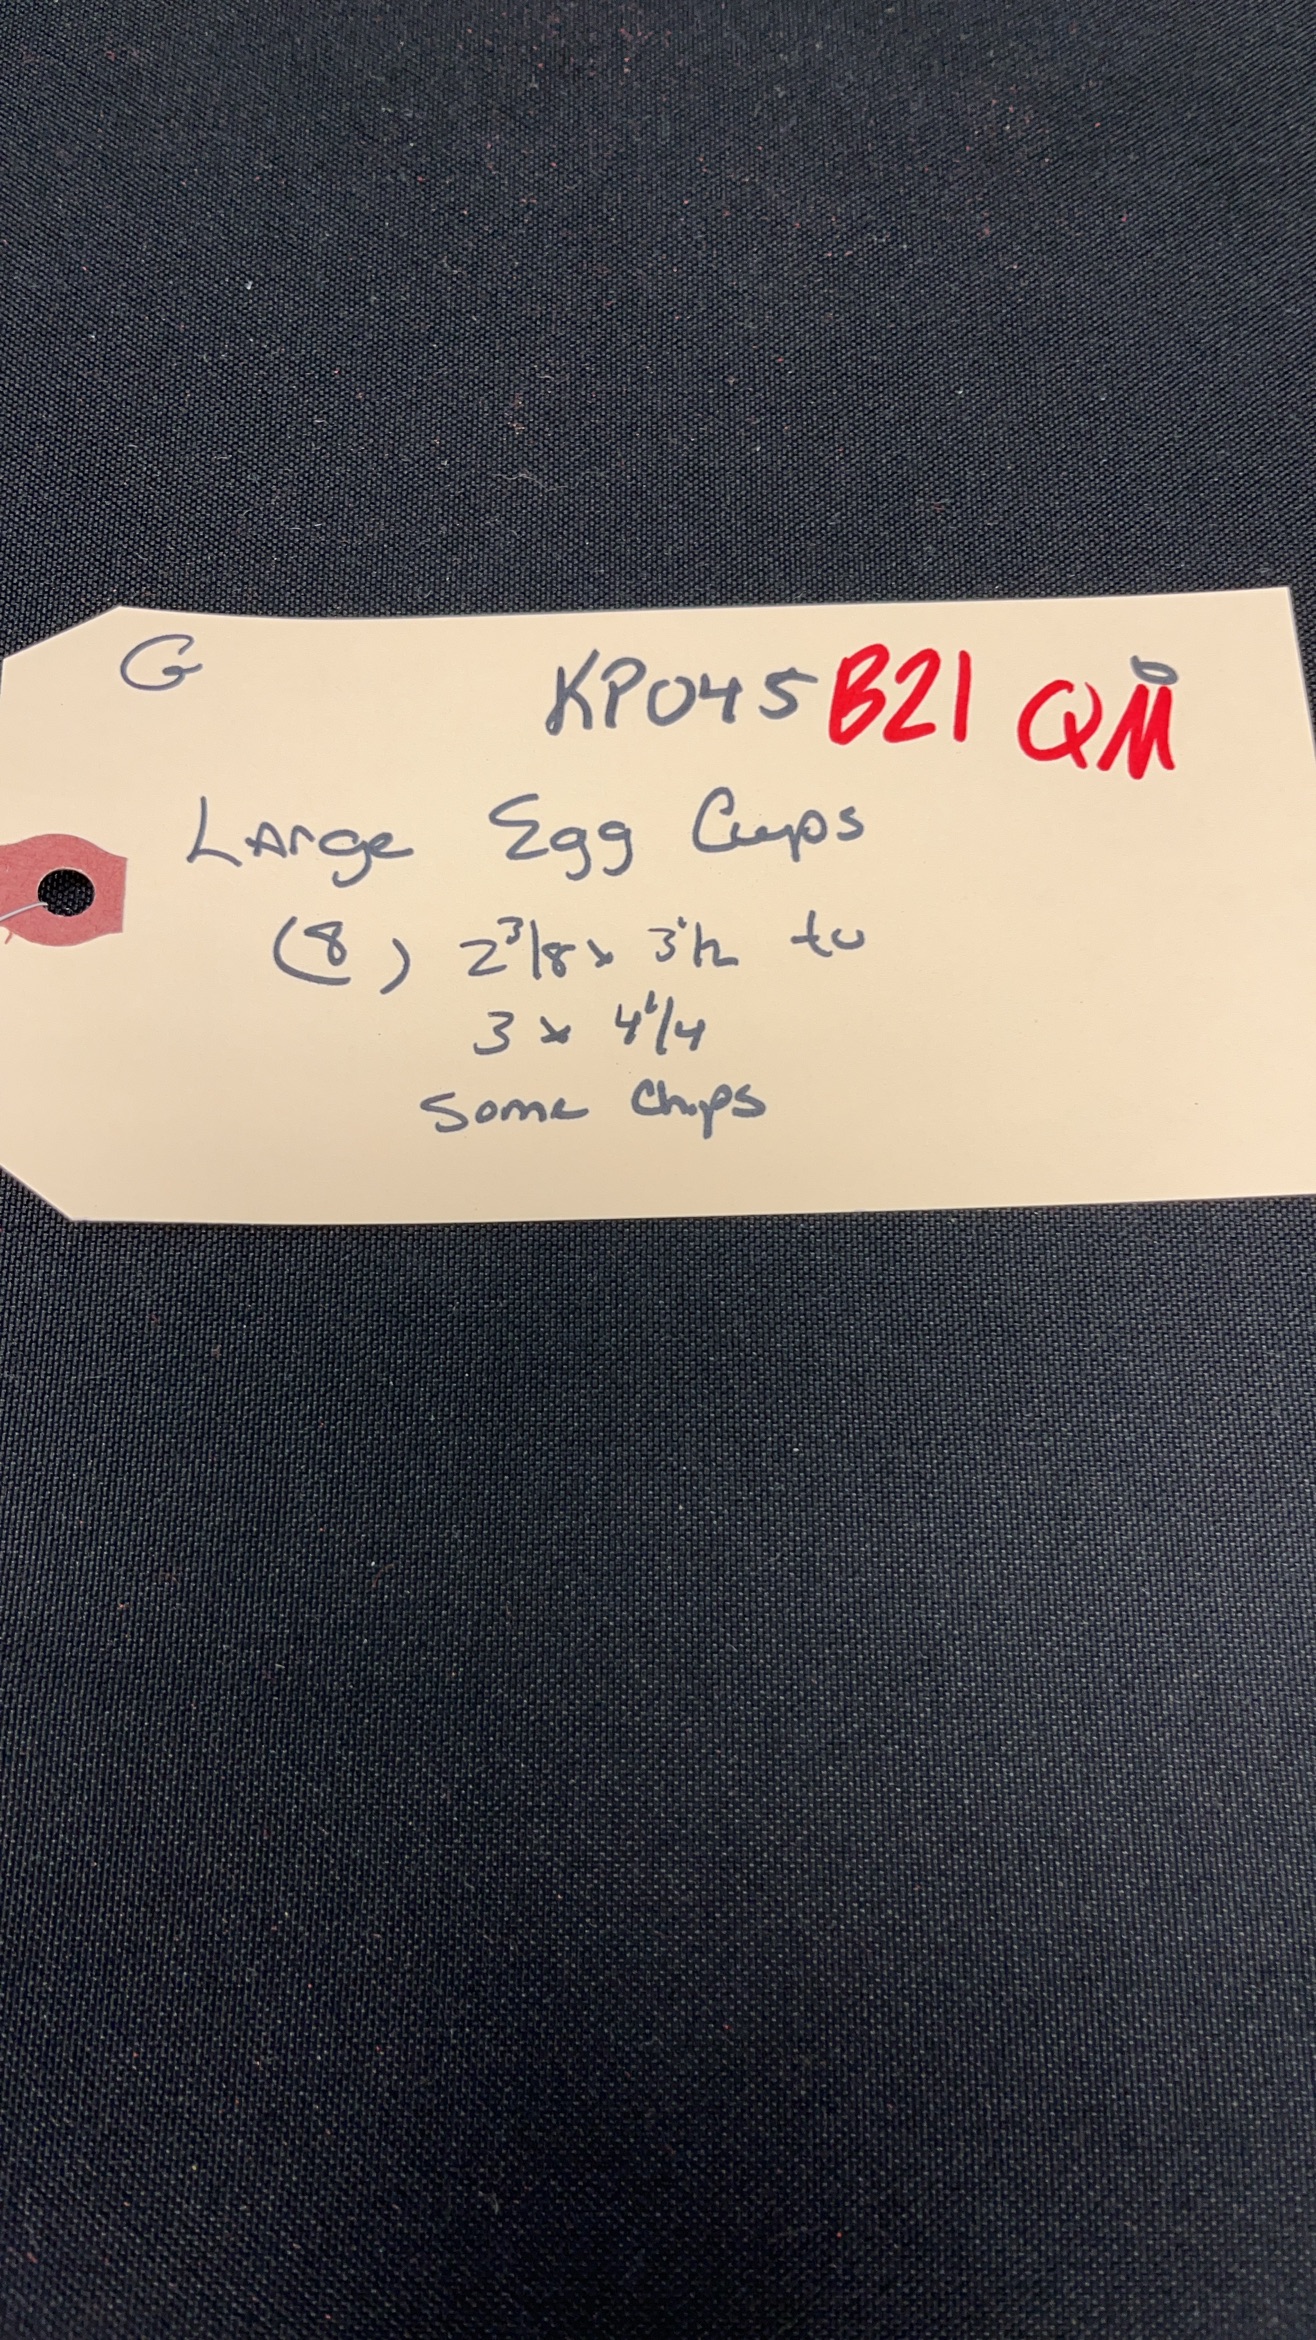 G KP045 B21 QM
Large Egg Cups
(8) 2 3/8 x 3 1/2 to
3 x 4 1/4
Some Chips